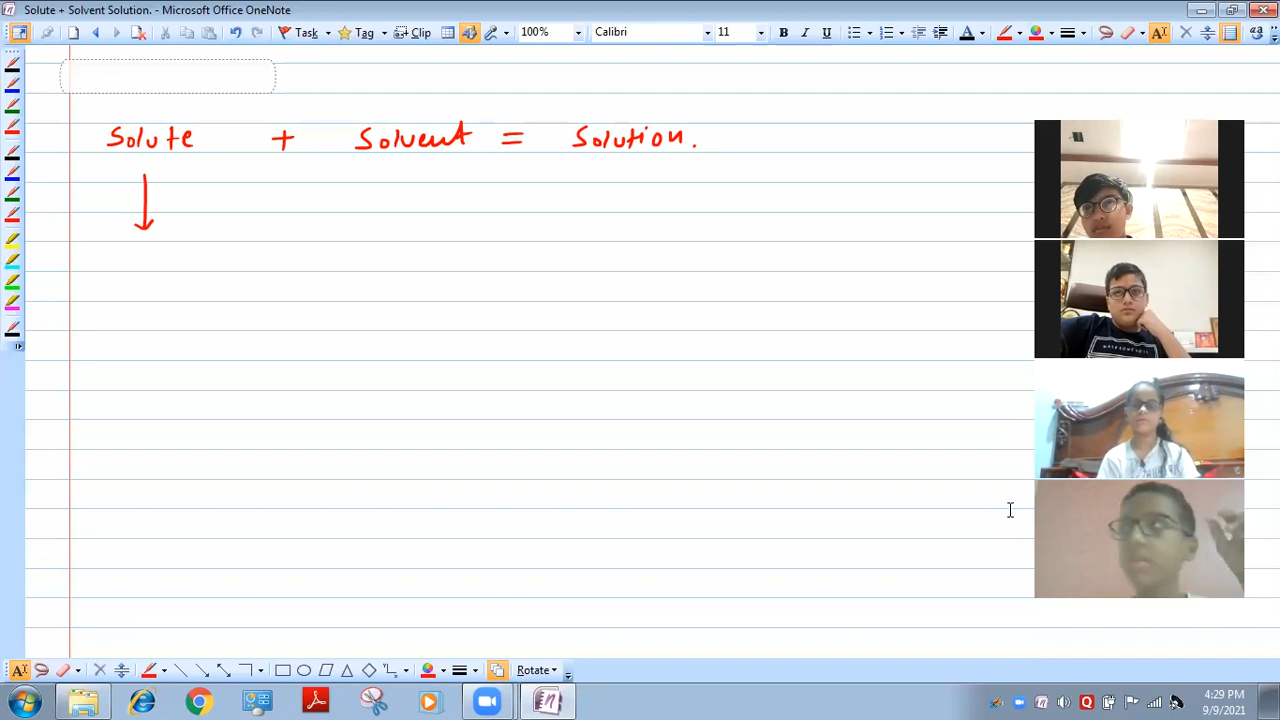 Solute + Solvent Solution. - Microsoft Office OneNote
Task Tag Clip 100% Calibri 11 B I U
Solute + Solvent = Solution.
Rotate
4:29 PM
9/9/2021